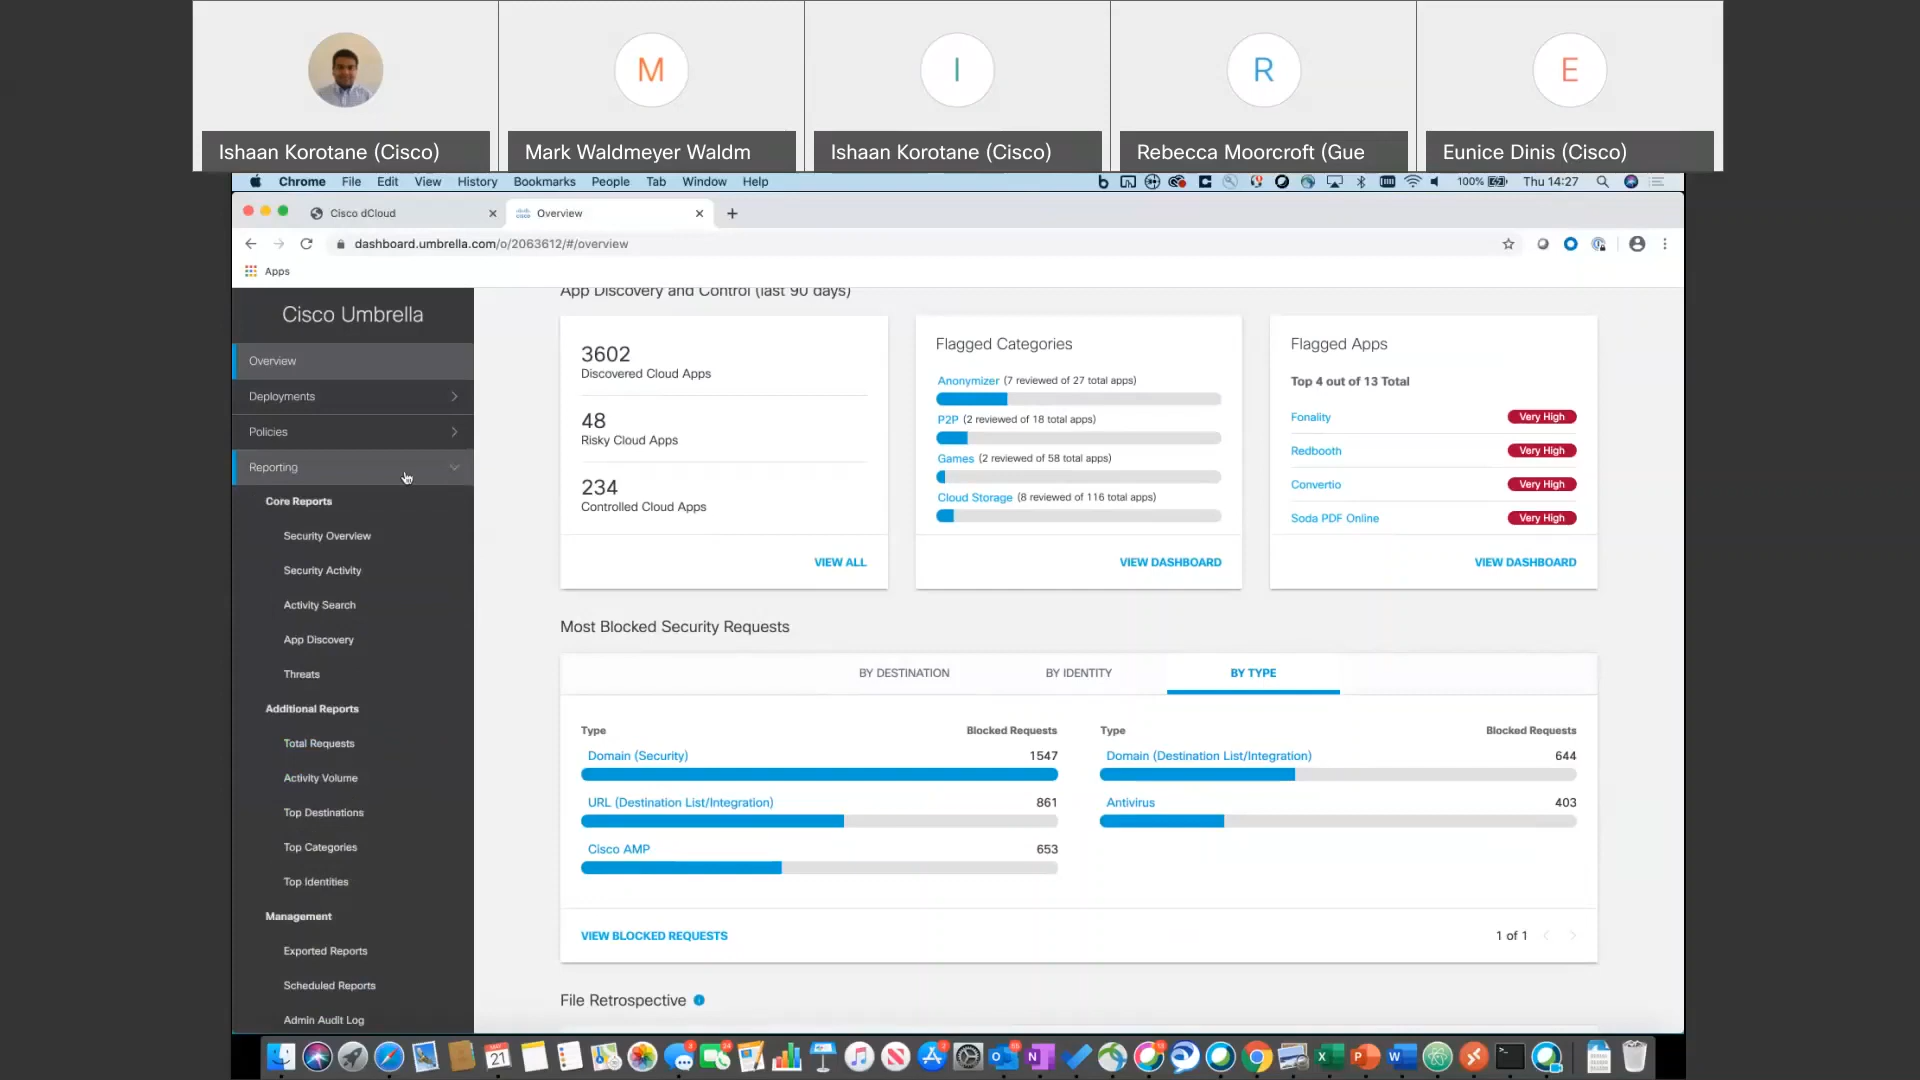 M
I
R
E
Ishaan Korotane (Cisco)
Mark Waldmeyer Waldm
Ishaan Korotane (Cisco)
Rebecca Moorcroft (Gue
Eunice Dinis (Cisco)
Chrome File Edit View History Bookmarks People Tab Window Help
100% Thu 14:27
Cisco dCloud
Overview
dashboard.umbrella.com/o/2063612/#/overview
Apps
Cisco Umbrella
Overview
Deployments
Policies
Reporting
Core Reports
Security Overview
Security Activity
Activity Search
App Discovery
Threats
Additional Reports
Total Requests
Activity Volume
Top Destinations
Top Categories
Top Identities
Management
Exported Reports
Scheduled Reports
Admin Audit Log
App Discovery and Control (last 90 days)
3602
Discovered Cloud Apps
48
Risky Cloud Apps
234
Controlled Cloud Apps
VIEW ALL
Flagged Categories
Anonymizer (7 reviewed of 27 total apps)
P2P (2 reviewed of 18 total apps)
Games (2 reviewed of 58 total apps)
Cloud Storage (8 reviewed of 116 total apps)
VIEW DASHBOARD
Flagged Apps
Top 4 out of 13 Total
Fonality Very High
Redbooth Very High
Convertio Very High
Soda PDF Online Very High
VIEW DASHBOARD
Most Blocked Security Requests
BY DESTINATION BY IDENTITY BY TYPE
Type Blocked Requests
Domain (Security) 1547
URL (Destination List/Integration) 861
Cisco AMP 653
Type Blocked Requests
Domain (Destination List/Integration) 644
Antivirus 403
VIEW BLOCKED REQUESTS
1 of 1
File Retrospective
21